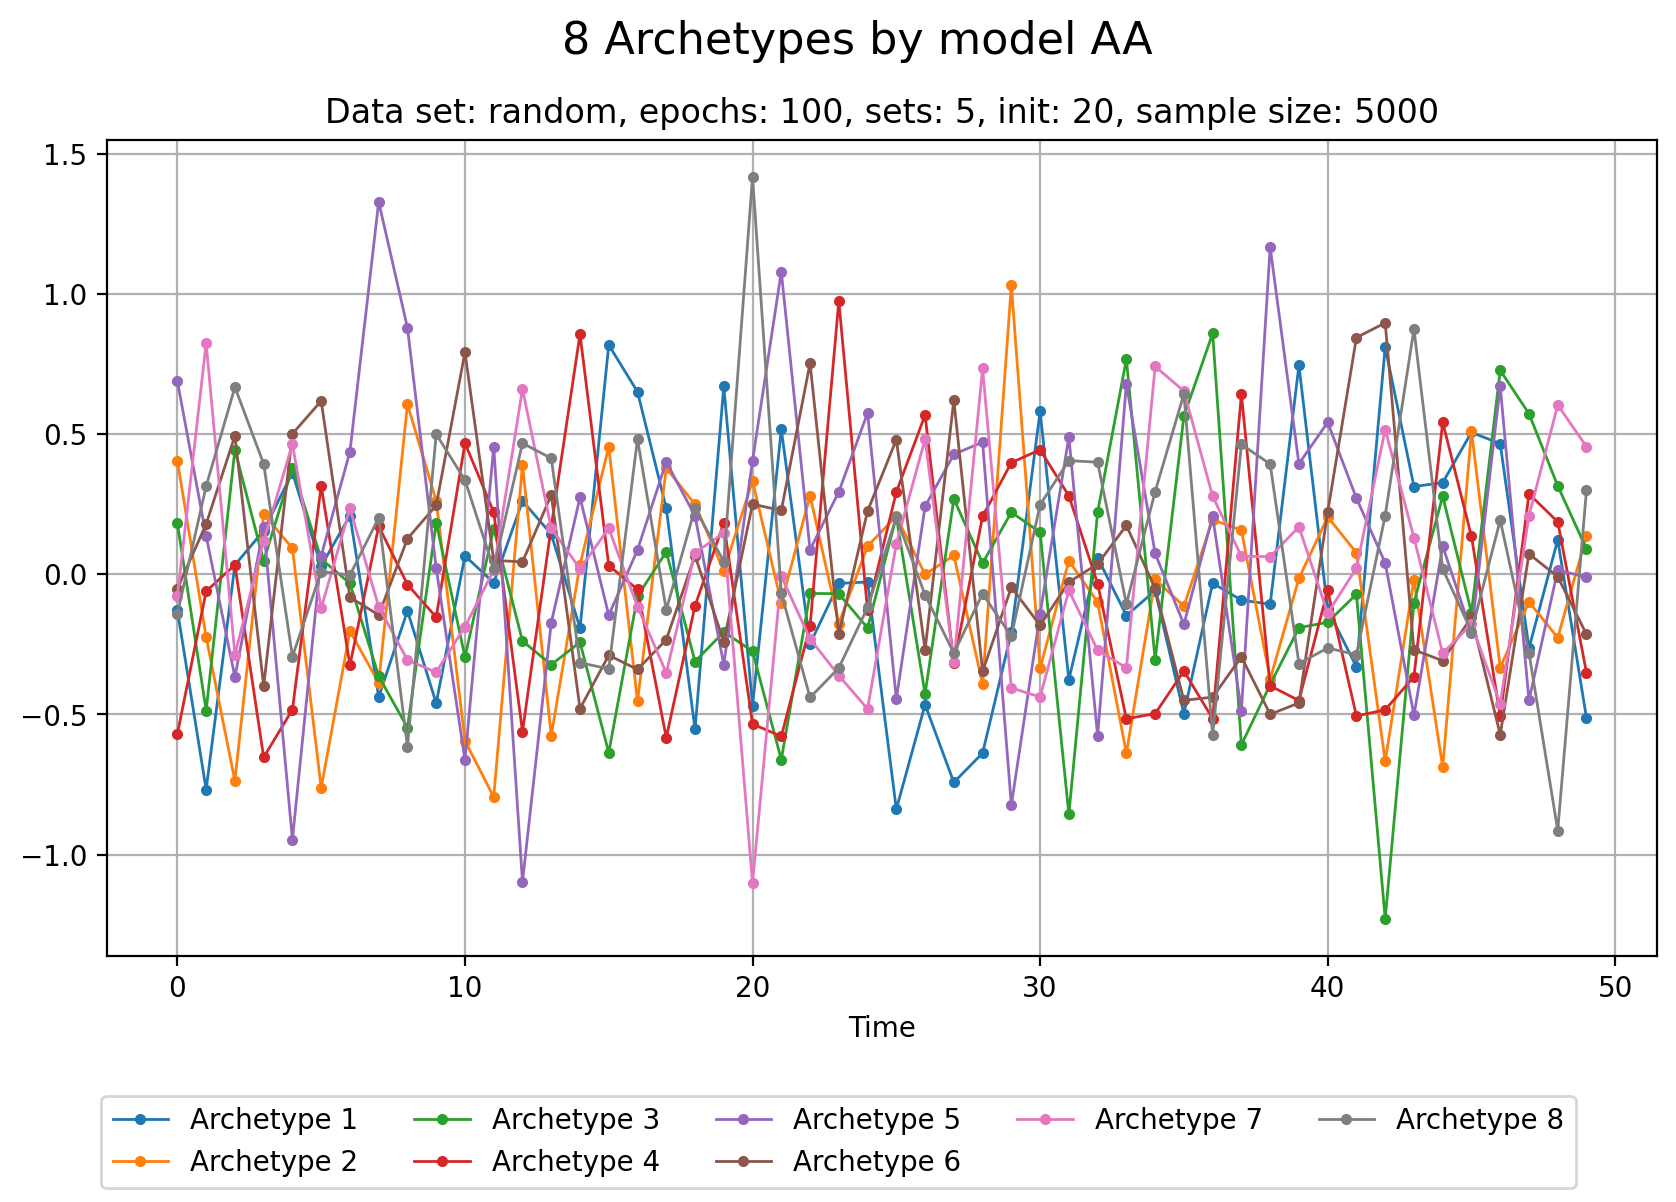 8 Archetypes by model AA
Data set: random, epochs: 100, sets: 5, init: 20, sample size: 5000
1.5
1.0
0.5
0.0
−0.5
−1.0
0 10 20 30 40 50
Time
Archetype 1 Archetype 3 Archetype 5 Archetype 7 Archetype 8
Archetype 2 Archetype 4 Archetype 6